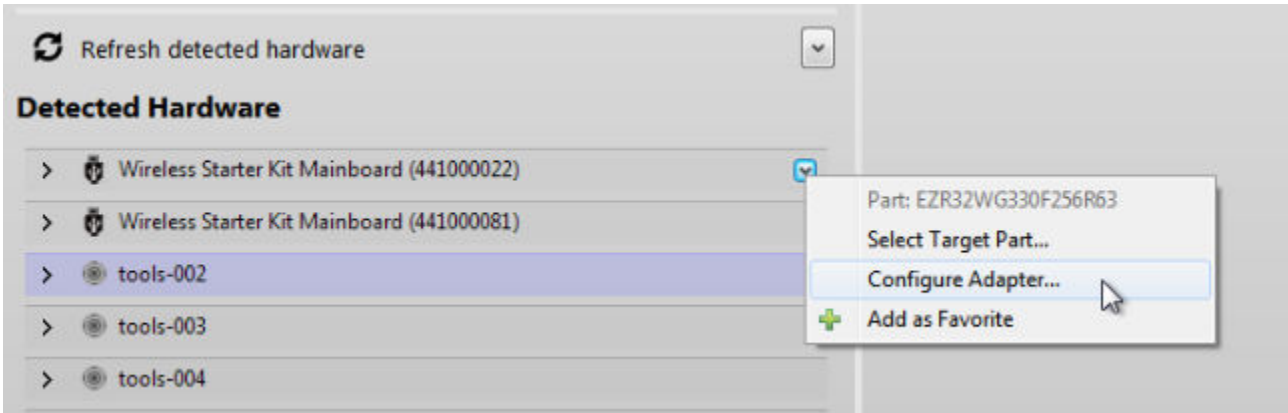 Refresh detected hardware
Detected Hardware
Wireless Starter Kit Mainboard (441000022)
Part: EZR32WG330F256R63
Wireless Starter Kit Mainboard (441000081)
Select Target Part...
tools-002
Configure Adapter...
tools-003
Add as Favorite
tools-004